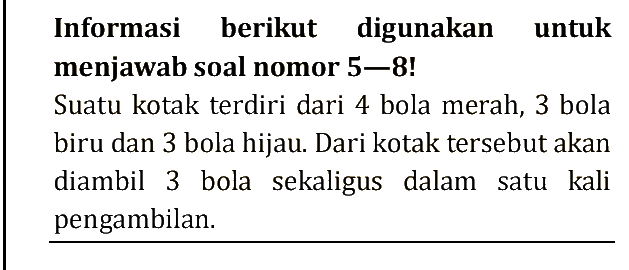 Informasi berikut digunakan untuk
menjawab soal nomor 5—8!
Suatu kotak terdiri dari 4 bola merah, 3 bola
biru dan 3 bola hijau. Dari kotak tersebut akan
diambil 3 bola sekaligus dalam satu kali
pengambilan.